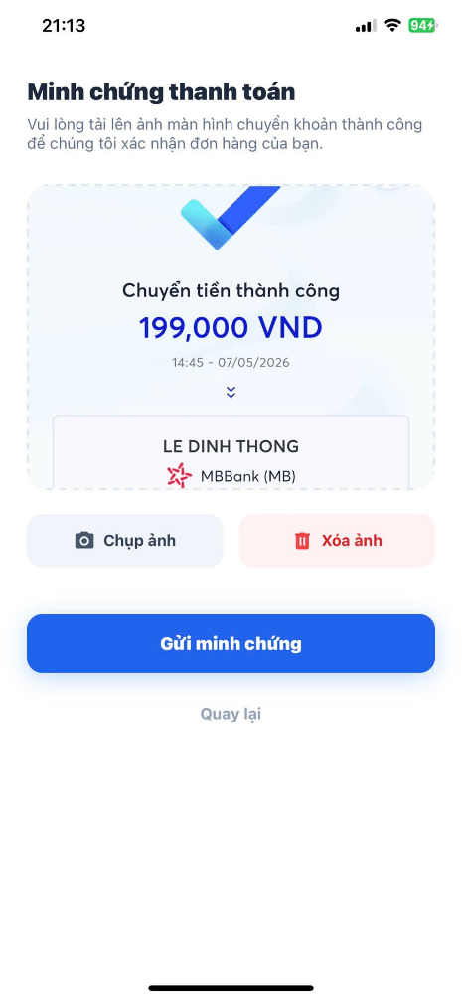 21:13
94
Minh chứng thanh toán
Vui lòng tải lên ảnh màn hình chuyển khoản thành công
để chúng tôi xác nhận đơn hàng của bạn.
Chuyển tiền thành công
199,000 VND
14:45 - 07/05/2026
LE DINH THONG
MBBank (MB)
Chụp ảnh
Xóa ảnh
Gửi minh chứng
Quay lại